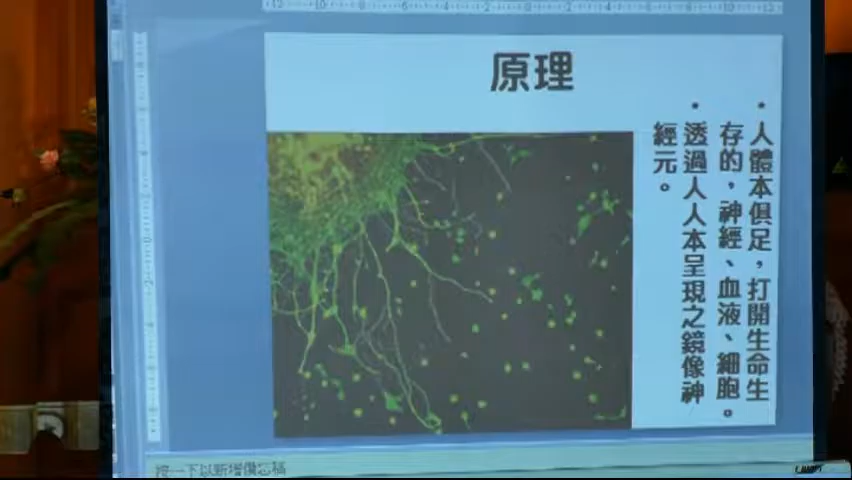 原理
• 人體本俱足，打開生命生
存的，神經、血液、細胞。
• 透過人人本呈現之鏡像神
經元。
按一下以新增備忘稿